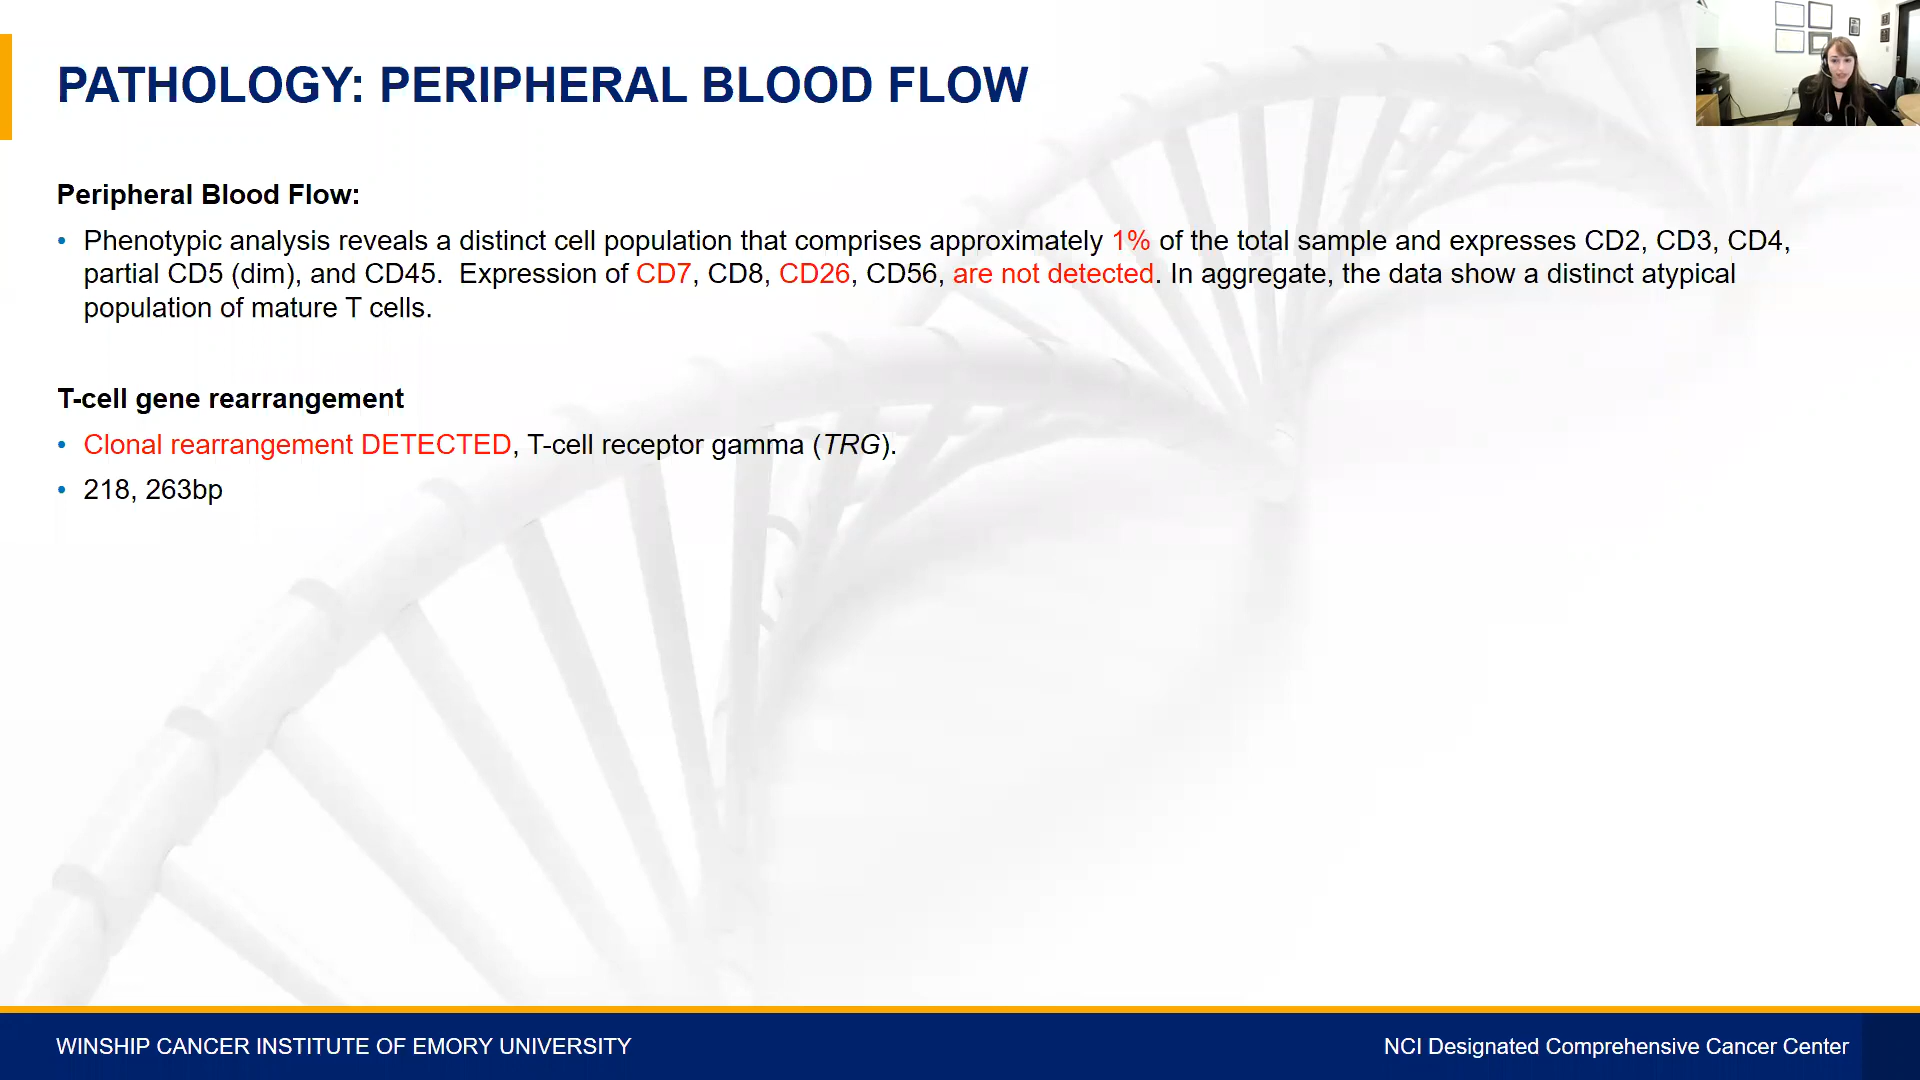 PATHOLOGY: PERIPHERAL BLOOD FLOW
Peripheral Blood Flow:
• Phenotypic analysis reveals a distinct cell population that comprises approximately 1% of the total sample and expresses CD2, CD3, CD4,
partial CD5 (dim), and CD45.  Expression of CD7, CD8, CD26, CD56, are not detected. In aggregate, the data show a distinct atypical
population of mature T cells.
T-cell gene rearrangement
• Clonal rearrangement DETECTED, T-cell receptor gamma (TRG).
• 218, 263bp
WINSHIP CANCER INSTITUTE OF EMORY UNIVERSITY
NCI Designated Comprehensive Cancer Center